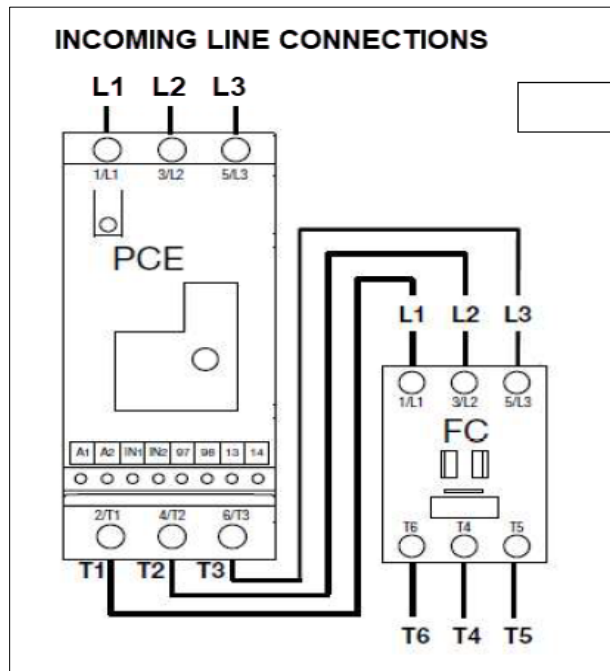 INCOMING LINE CONNECTIONS
L1 L2 L3
1/L1 3/L2 5/L3
PCE
L1 L2 L3
1/L1 3/L2 5/L3
FC
A1 A2 IN1 IN2 97 98 13 14
2/T1 4/T2 6/T3
T1 T2 T3
T6 T4 T5
T6 T4 T5